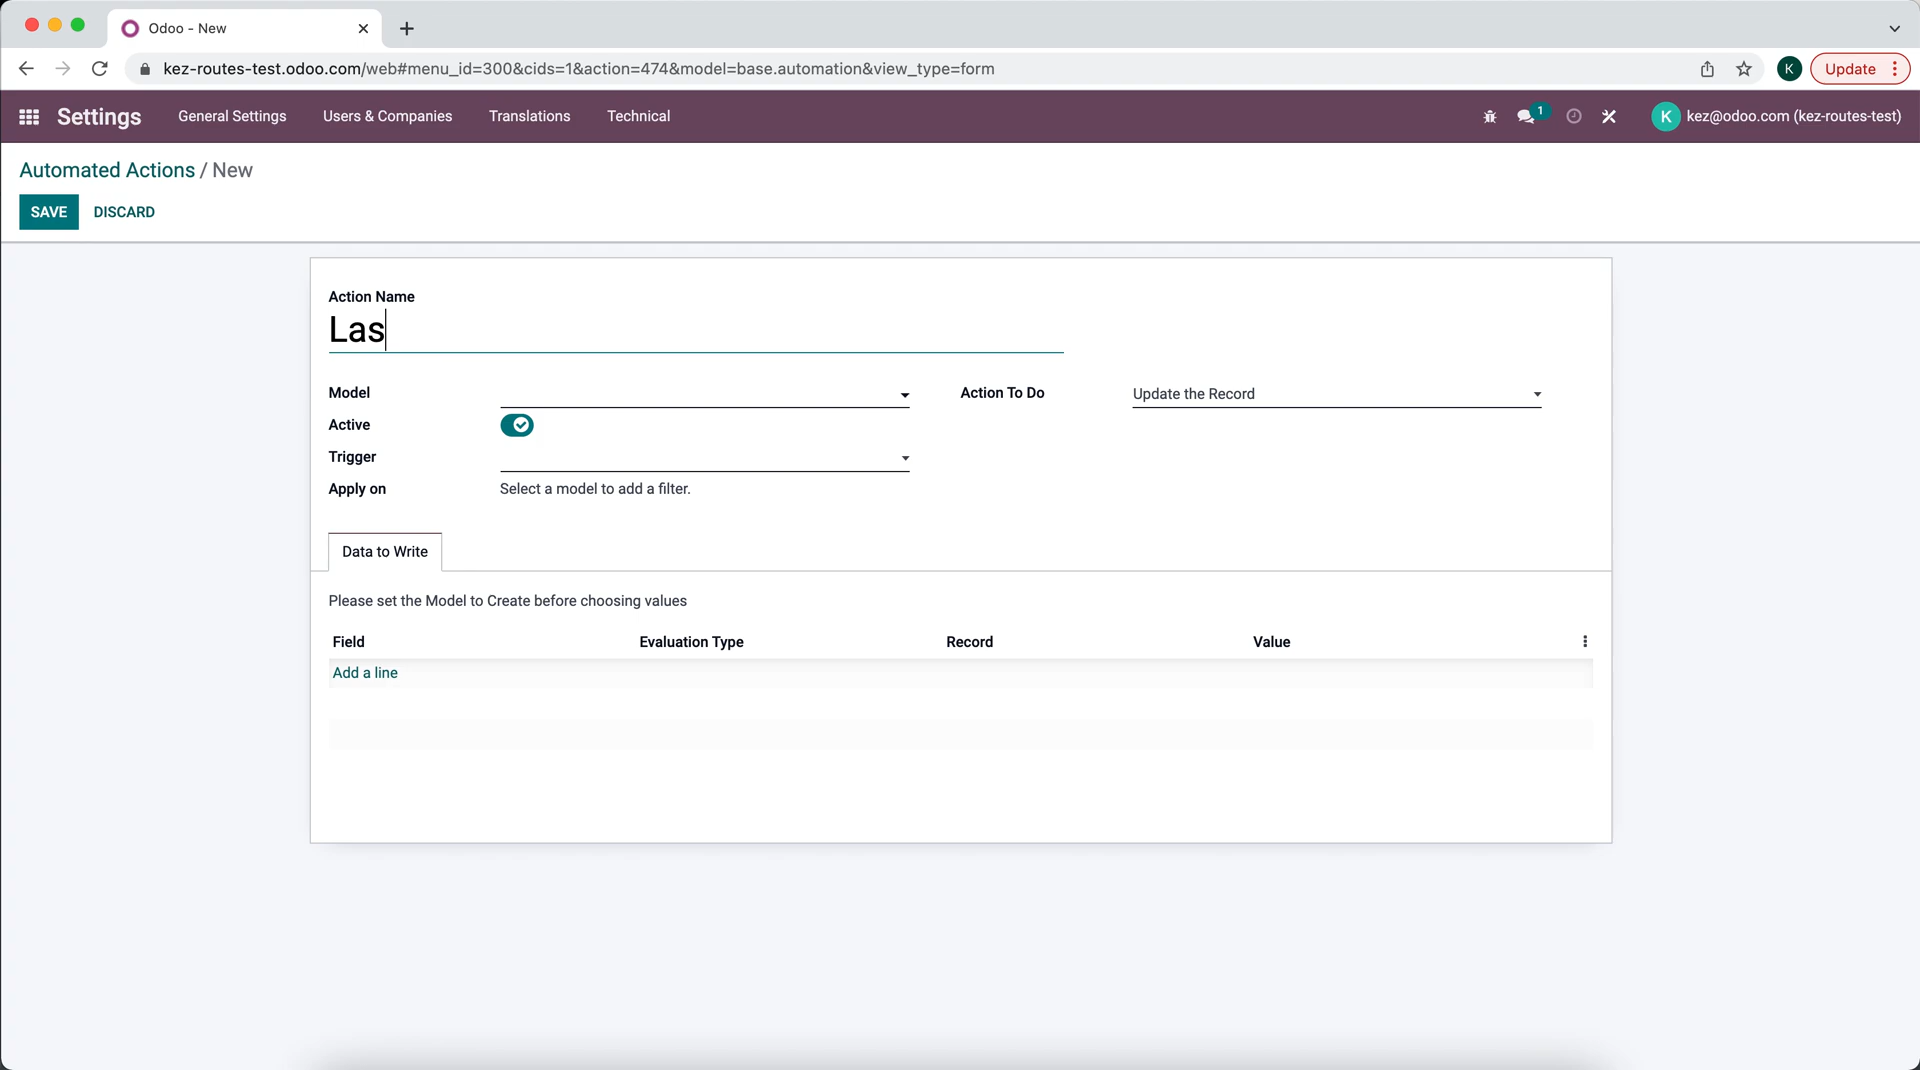 Odoo - New
kez-routes-test.odoo.com/web#menu_id=300&cids=1&action=474&model=base.automation&view_type=form
K
Update
Settings
General Settings
Users & Companies
Translations
Technical
1
K
kez@odoo.com (kez-routes-test)
Automated Actions / New
SAVE
DISCARD
Action Name
Las
Model
Action To Do
Update the Record
Active
Trigger
Apply on
Select a model to add a filter.
Data to Write
Please set the Model to Create before choosing values
Field
Evaluation Type
Record
Value
Add a line